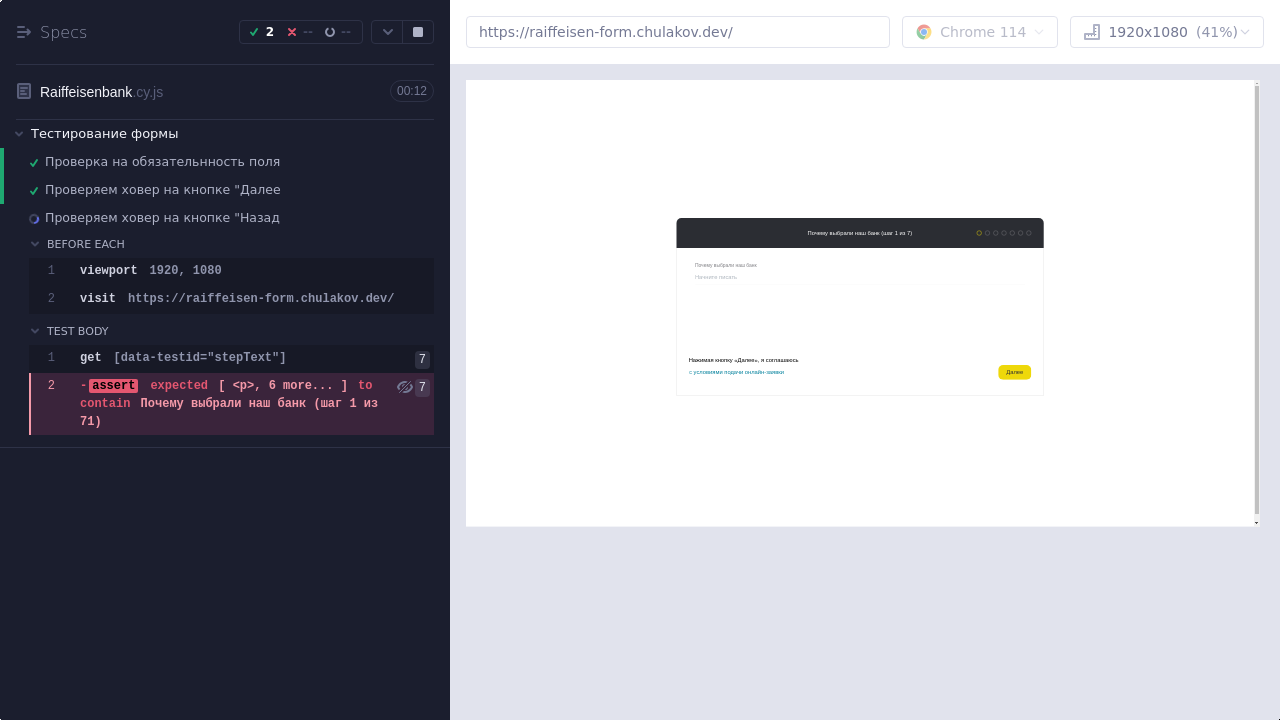 Specs
2 -- --
Raiffeisenbank.cy.js
00:12
Тестирование формы
Проверка на обязательнность поля
Проверяем ховер на кнопке "Далее
Проверяем ховер на кнопке "Назад
BEFORE EACH
viewport 1920, 1080
2 visit https://raiffeisen-form.chulakov.dev/
TEST BODY
1 get [data-testid="stepText"] 7
2 -assert expected [ <p>, 6 more... ] to 7
contain Почему выбрали наш банк (шаг 1 из
71)
https://raiffeisen-form.chulakov.dev/
Chrome 114
1920x1080 (41%)
Почему выбрали наш банк (шаг 1 из 7)
Почему выбрали наш банк
Начните писать
Нажимая кнопку «Далее», я соглашаюсь
с условиями подачи онлайн-заявки
Далее